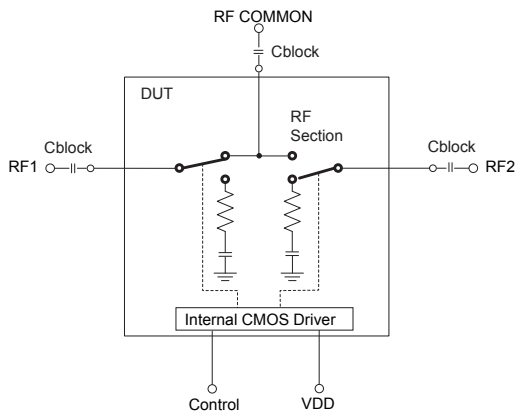 RF COMMON
Cblock
DUT
RF
Section
Cblock
RF1
Cblock
RF2
Internal CMOS Driver
Control
VDD